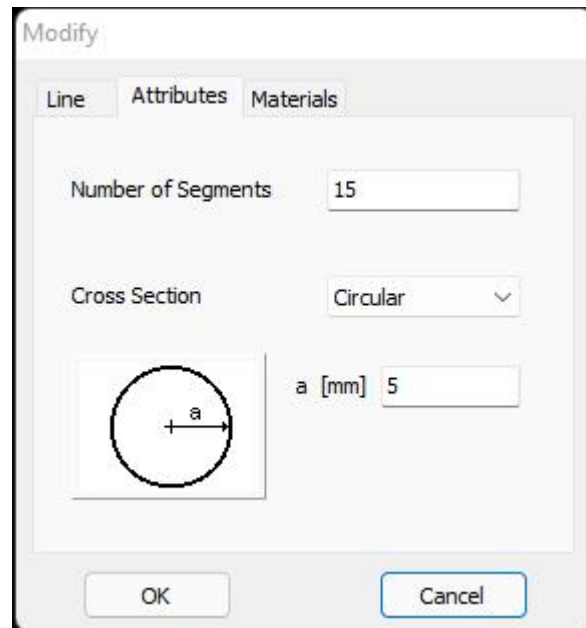 Modify
Line Attributes Materials
Number of Segments 15
Cross Section Circular
a [mm] 5
a
OK Cancel